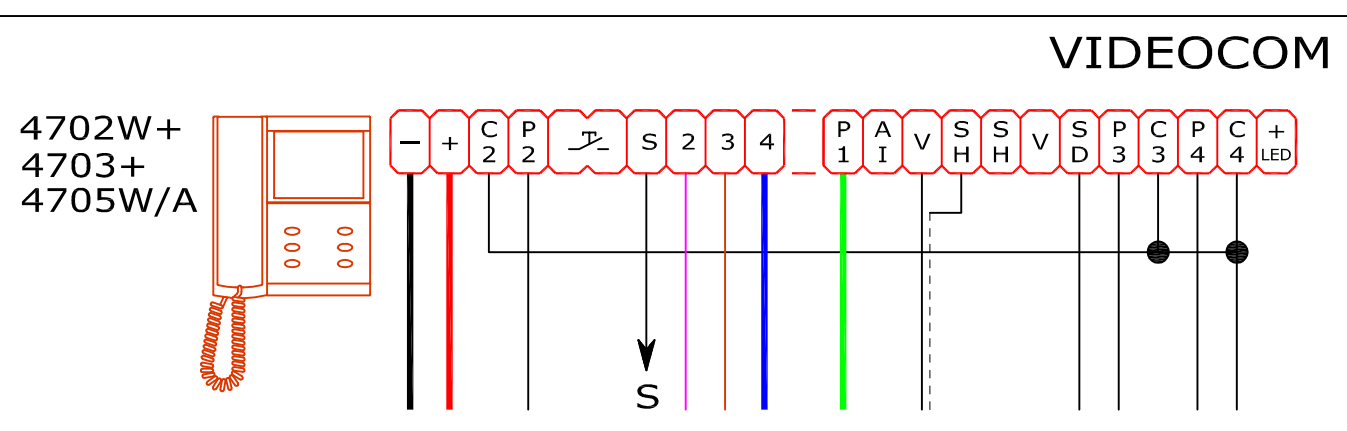 VIDEOCOM
4702W+
4703+
4705W/A
− + C2 P2 S 2 3 4 P1 AI V SH SH V SD P3 C3 P4 C4 +LED
S